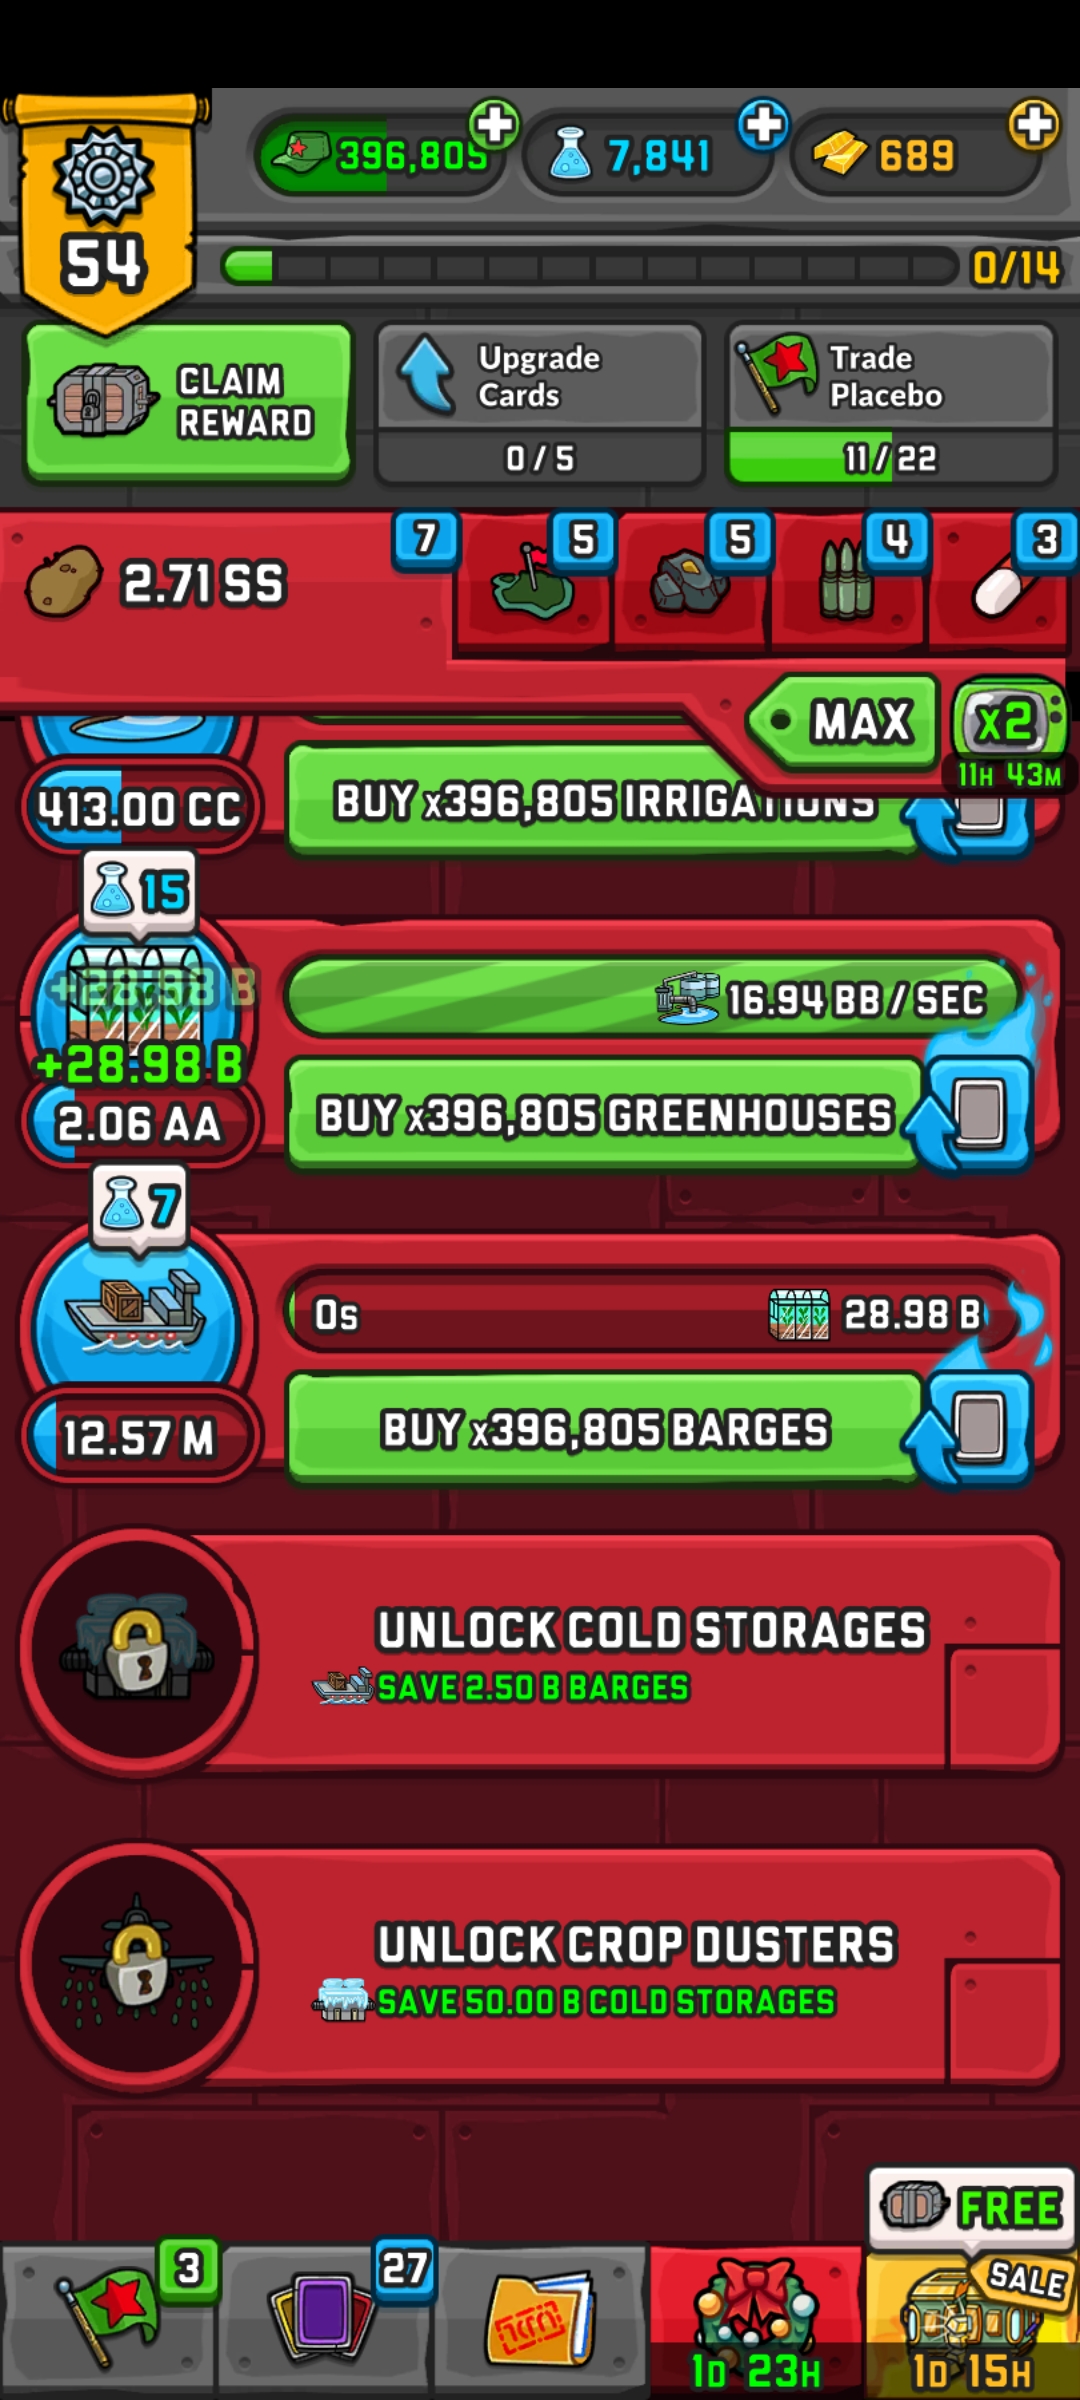 396,805
7,841
689
54
0/14
CLAIM
REWARD
Upgrade
Cards
0 / 5
Trade
Placebo
11 / 22
2.71 SS
7
5
5
4
3
MAX
x2
11H 43M
413.00 CC
BUY x396,805 IRRIGATIONS
15
+28.98 B
+28.98 B
16.94 BB / SEC
2.06 AA
BUY x396,805 GREENHOUSES
7
0s
28.98 B
12.57 M
BUY x396,805 BARGES
UNLOCK COLD STORAGES
SAVE 2.50 B BARGES
UNLOCK CROP DUSTERS
SAVE 50.00 B COLD STORAGES
FREE
3
27
SALE
1D 23H
1D 15H